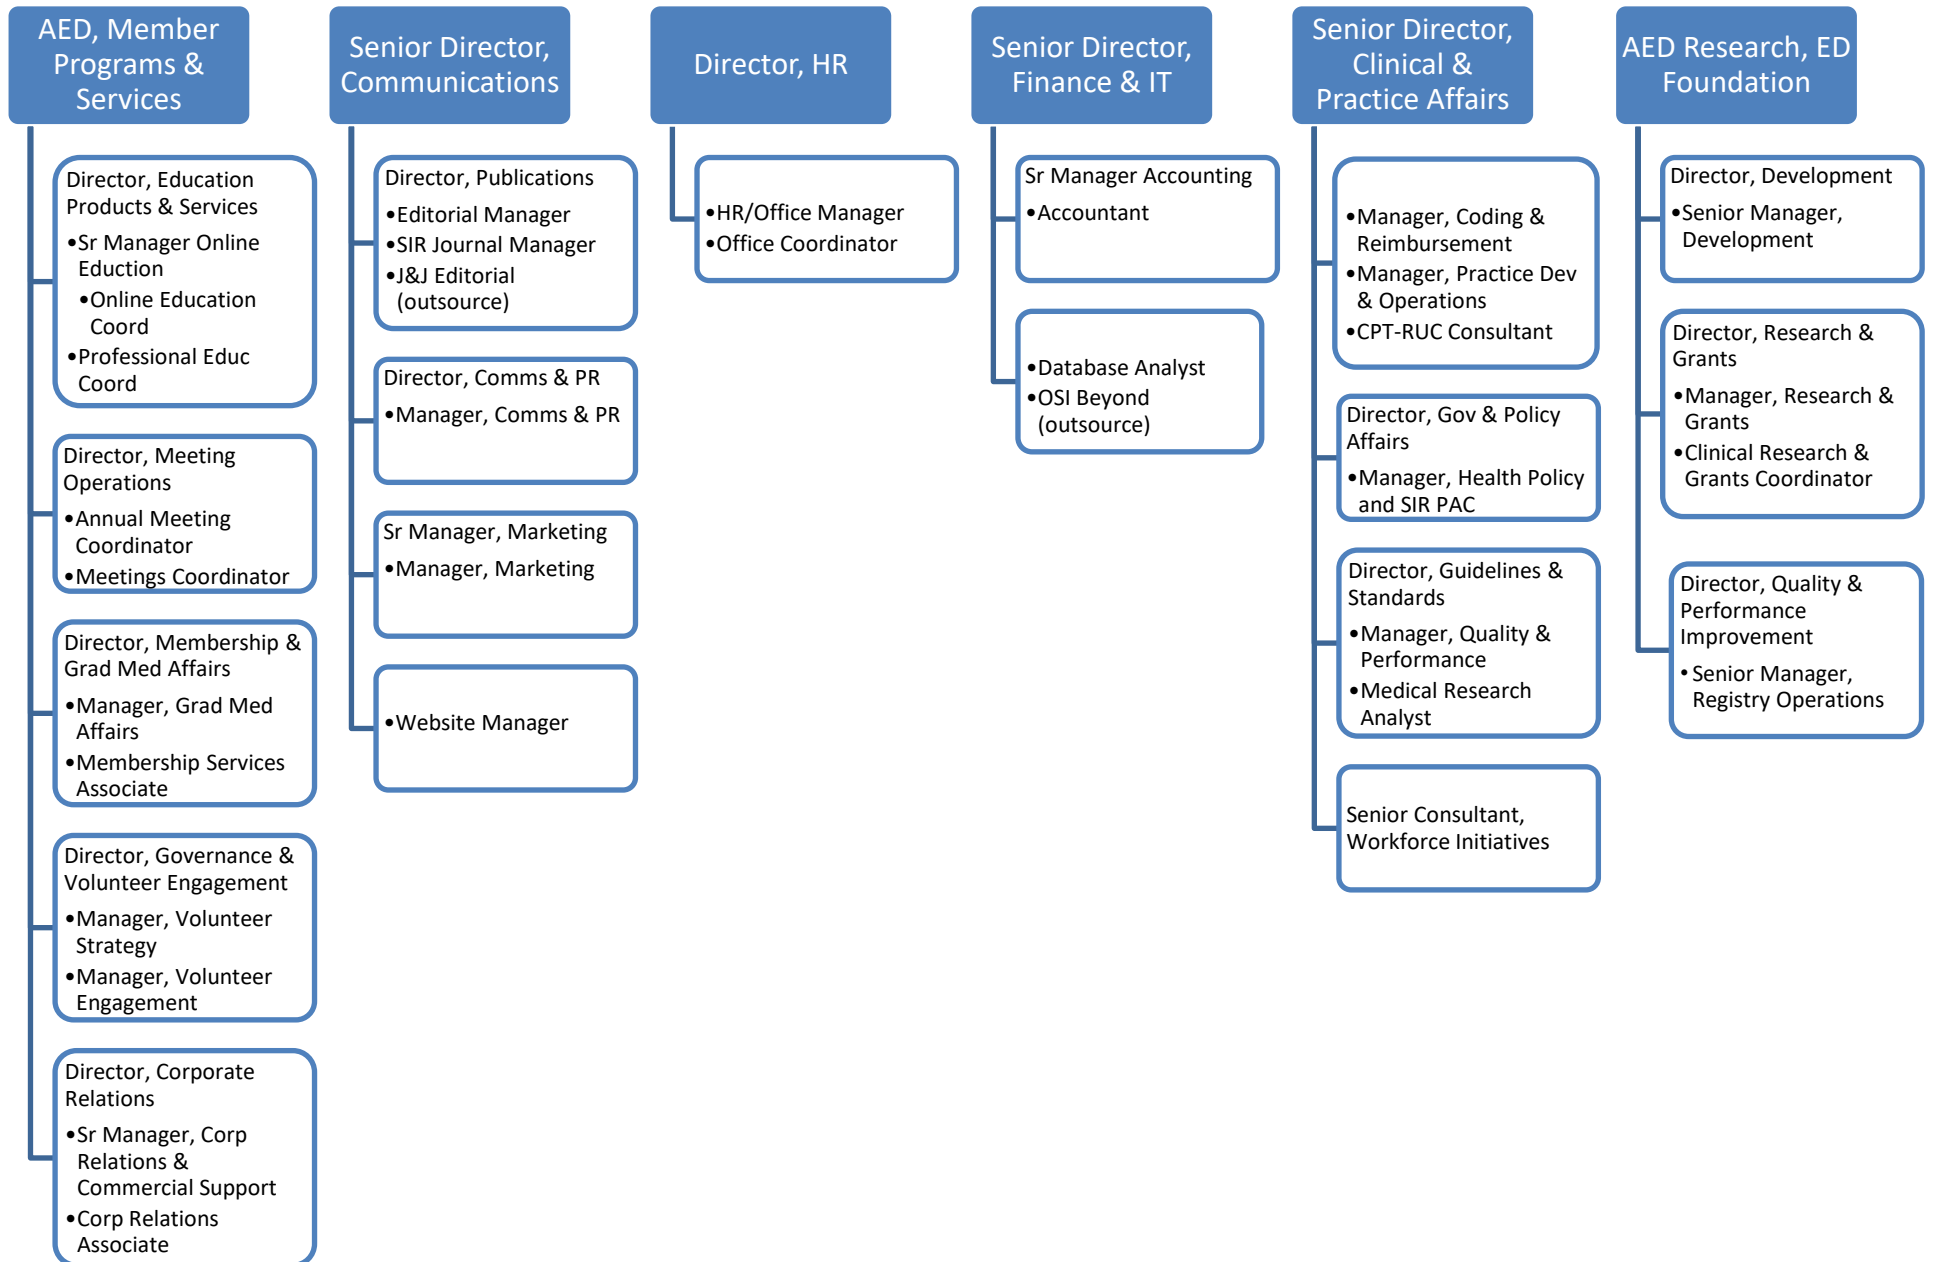 AED, Member
Programs &
Services
Director, Education
Products & Services
•Sr Manager Online
Eduction
•Online Education
Coord
•Professional Educ
Coord
Director, Meeting
Operations
•Annual Meeting
Coordinator
•Meetings Coordinator
Director, Membership &
Grad Med Affairs
•Manager, Grad Med
Affairs
•Membership Services
Associate
Director, Governance &
Volunteer Engagement
•Manager, Volunteer
Strategy
•Manager, Volunteer
Engagement
Director, Corporate
Relations
•Sr Manager, Corp
Relations &
Commercial Support
•Corp Relations
Associate
Senior Director,
Communications
Director, Publications
•Editorial Manager
•SIR Journal Manager
•J&J Editorial
(outsource)
Director, Comms & PR
•Manager, Comms & PR
Sr Manager, Marketing
•Manager, Marketing
•Website Manager
Director, HR
•HR/Office Manager
•Office Coordinator
Senior Director,
Finance & IT
Sr Manager Accounting
•Accountant
•Database Analyst
•OSI Beyond
(outsource)
Senior Director,
Clinical &
Practice Affairs
•Manager, Coding &
Reimbursement
•Manager, Practice Dev
& Operations
•CPT-RUC Consultant
Director, Gov & Policy
Affairs
•Manager, Health Policy
and SIR PAC
Director, Guidelines &
Standards
•Manager, Quality &
Performance
•Medical Research
Analyst
Senior Consultant,
Workforce Initiatives
AED Research, ED
Foundation
Director, Development
•Senior Manager,
Development
Director, Research &
Grants
•Manager, Research &
Grants
•Clinical Research &
Grants Coordinator
Director, Quality &
Performance
Improvement
• Senior Manager,
Registry Operations